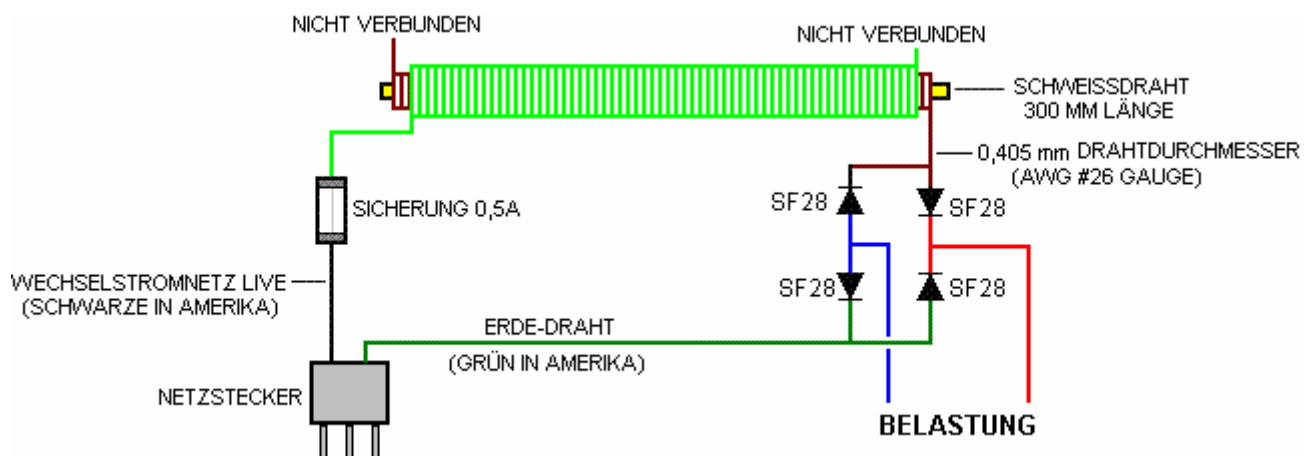 NICHT VERBUNDEN
NICHT VERBUNDEN
SCHWEISSDRAHT
300 MM LÄNGE
0,405 mm DRAHTDURCHMESSER
(AWG #26 GAUGE)
SICHERUNG 0,5A
SF28
SF28
SF28
SF28
WECHSELSTROMNETZ LIVE
(SCHWARZE IN AMERIKA)
ERDE-DRAHT
(GRÜN IN AMERIKA)
NETZSTECKER
BELASTUNG